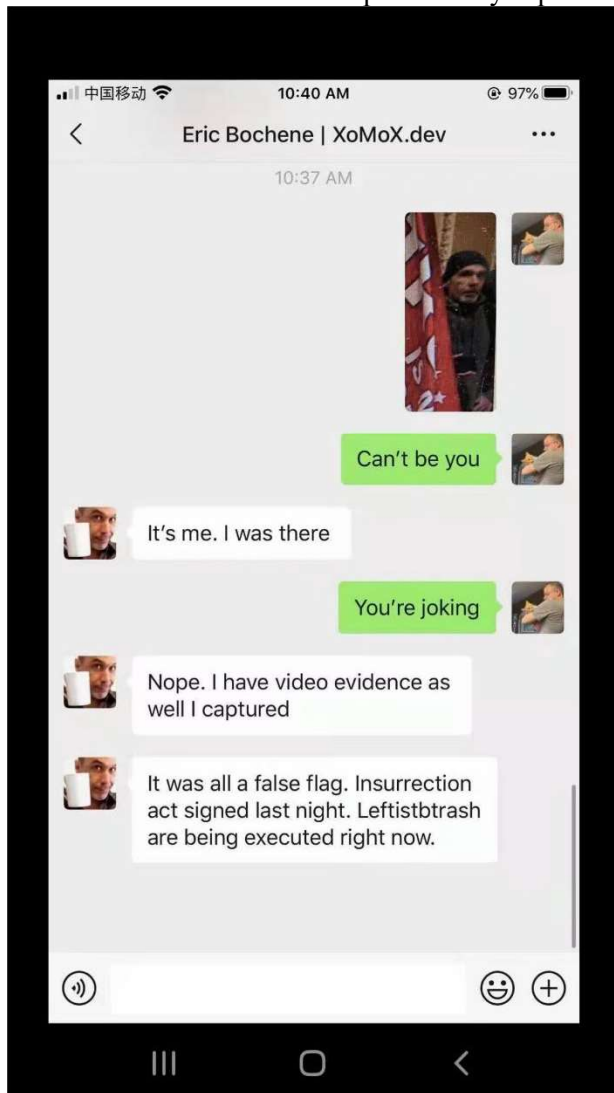 中国移动 10:40 AM 97%
Eric Bochene | XoMoX.dev
10:37 AM
Can't be you
It's me. I was there
You're joking
Nope. I have video evidence as
well I captured
It was all a false flag. Insurrection
act signed last night. Leftistbtrash
are being executed right now.